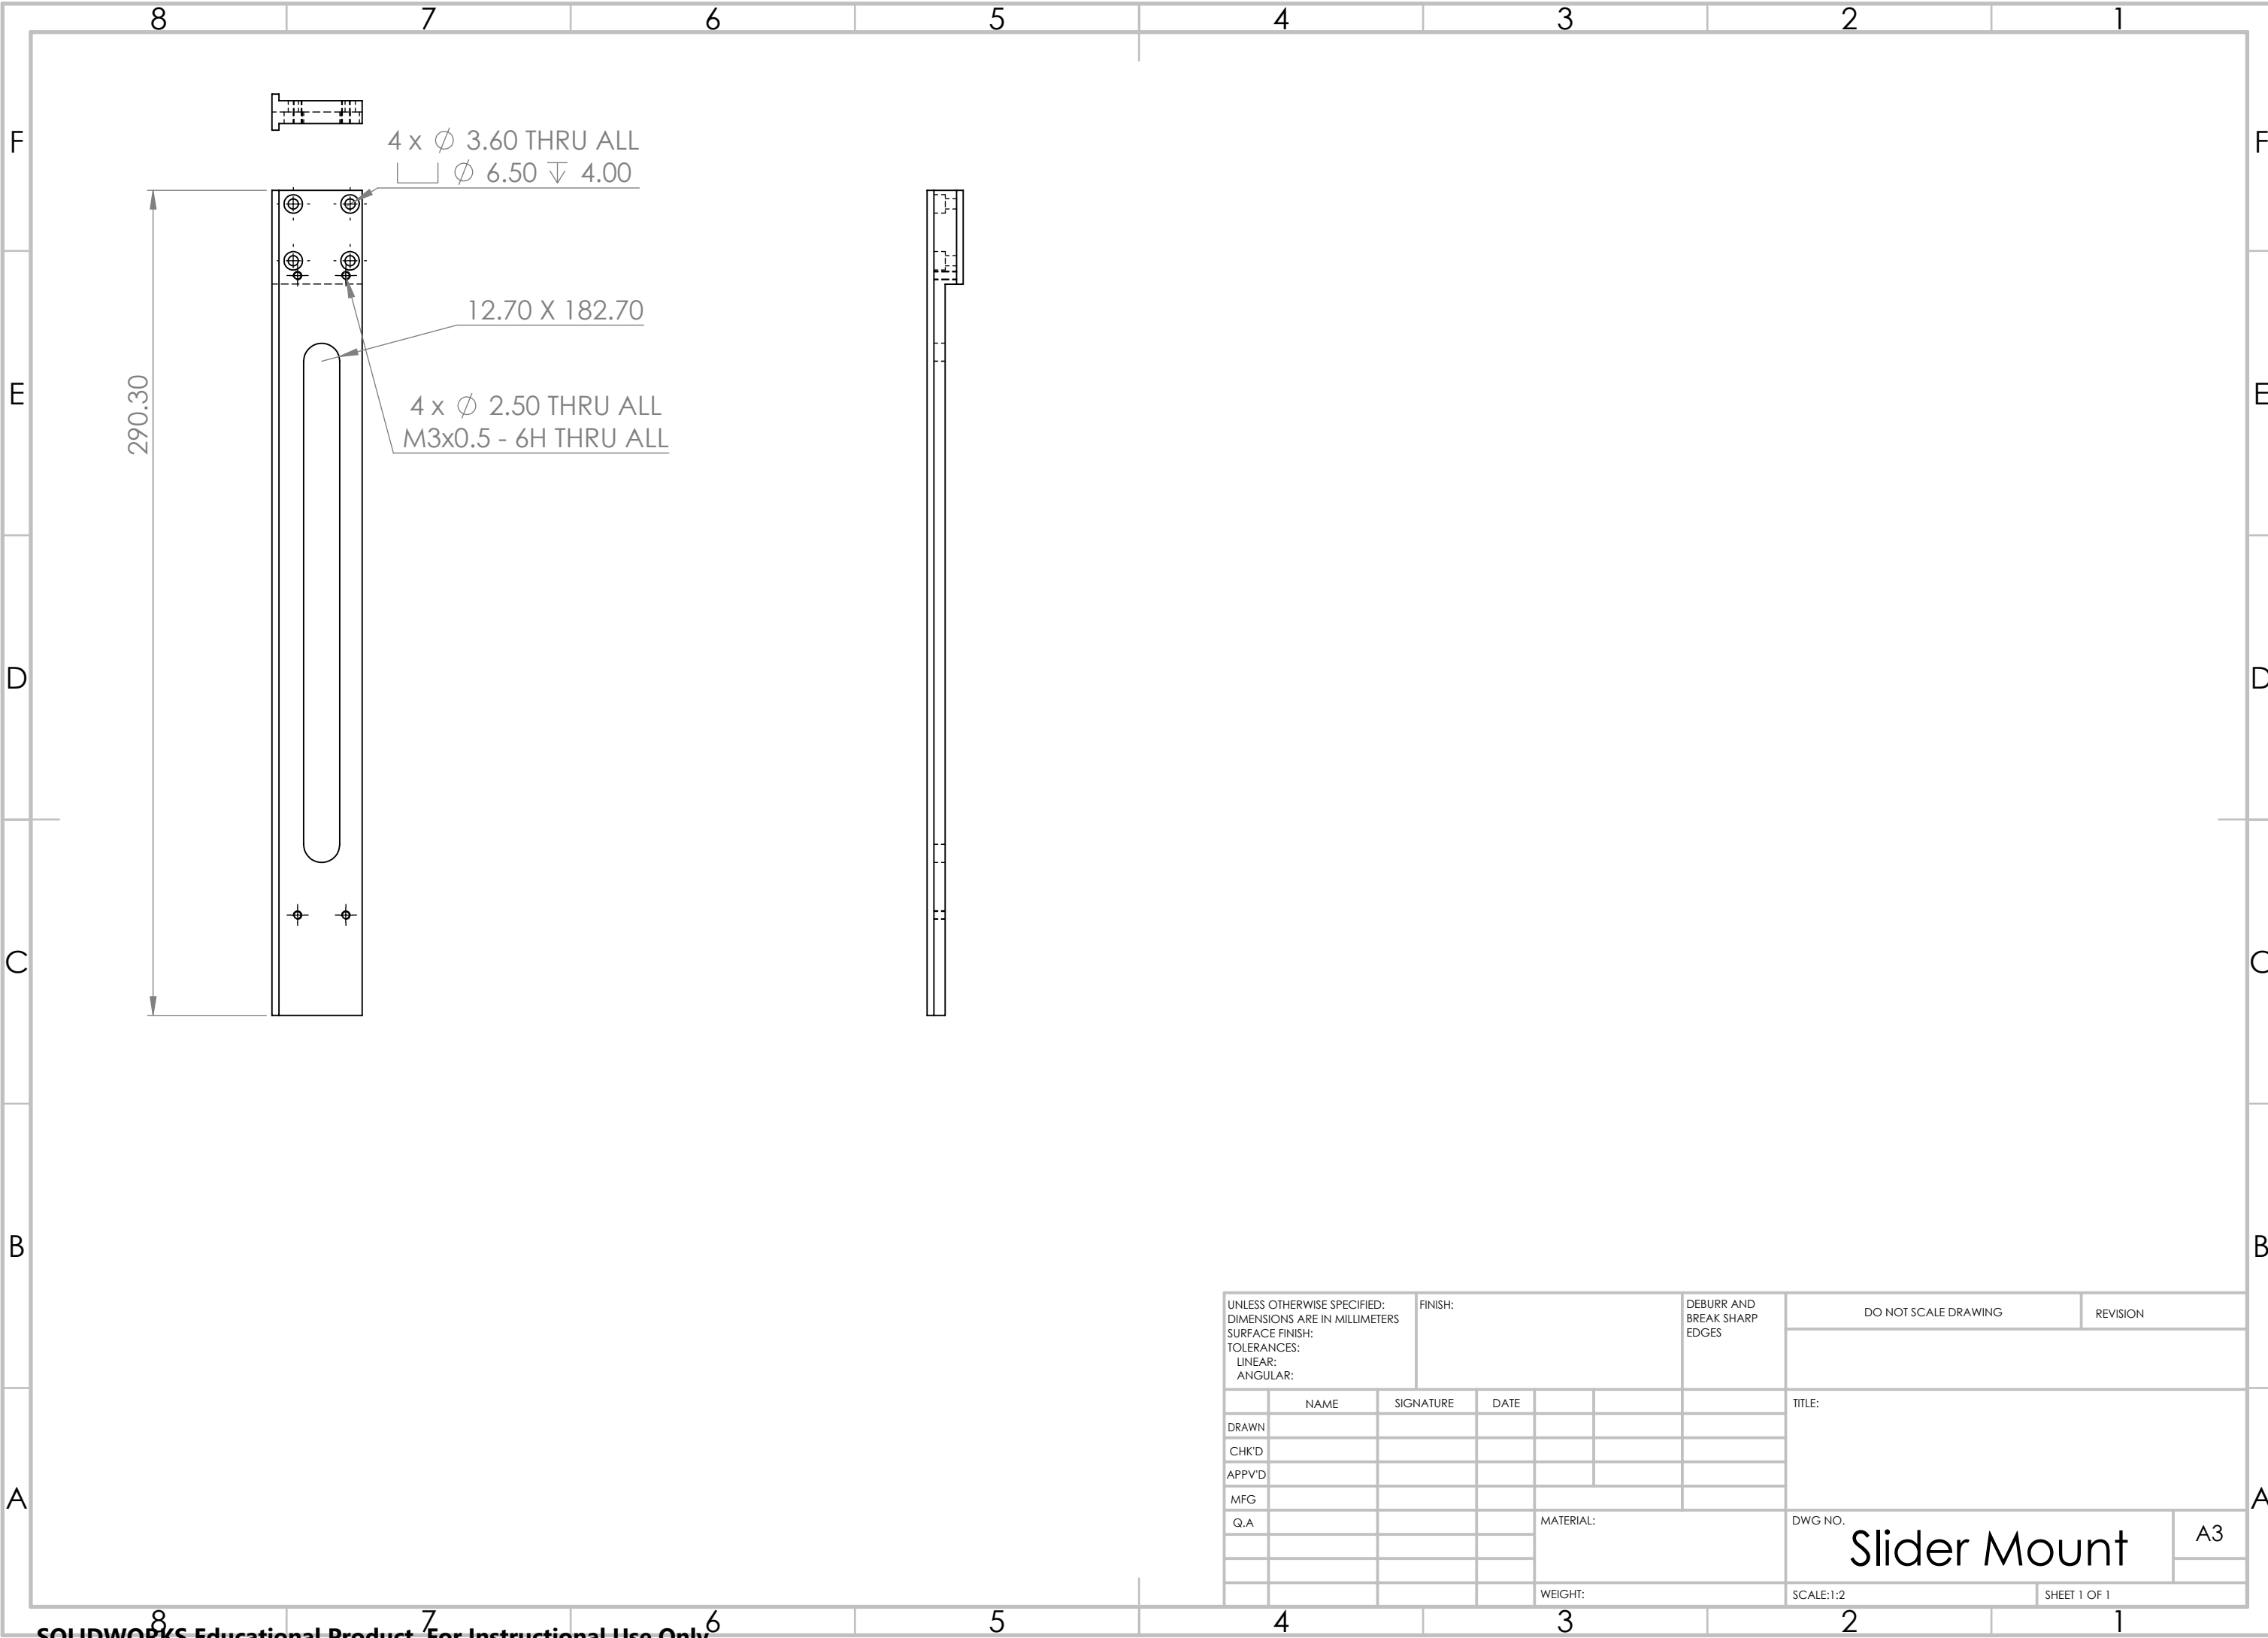 8 7 6 5 4 3 2 1
F F
4 x ∅ 3.60 THRU ALL
⌴ ∅ 6.50 ↧ 4.00
12.70 X 182.70
E E
290.30
4 x ∅ 2.50 THRU ALL
M3x0.5 - 6H THRU ALL
D D
C C
B B
UNLESS OTHERWISE SPECIFIED:
DIMENSIONS ARE IN MILLIMETERS
SURFACE FINISH:
TOLERANCES:
LINEAR:
ANGULAR:
FINISH:
DEBURR AND
BREAK SHARP
EDGES
DO NOT SCALE DRAWING
REVISION
NAME SIGNATURE DATE
TITLE:
DRAWN
CHK'D
APPV'D
MFG
Q.A
A A
MATERIAL:
DWG NO.
Slider Mount
A3
WEIGHT:
SCALE:1:2
SHEET 1 OF 1
8 7 6 5 4 3 2 1
SOLIDWORKS Educational Product. For Instructional Use Only.